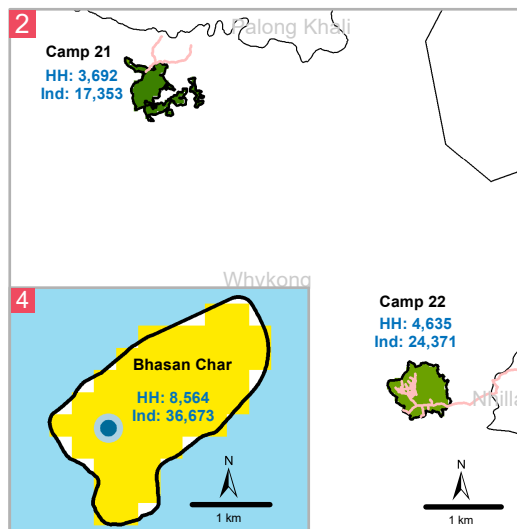 2
Palong Khali
Camp 21
HH: 3,692
Ind: 17,353
Whykong
4
Bhasan Char
HH: 8,564
Ind: 36,673
N
1 km
Camp 22
HH: 4,635
Ind: 24,371
Nhilla
N
1 km